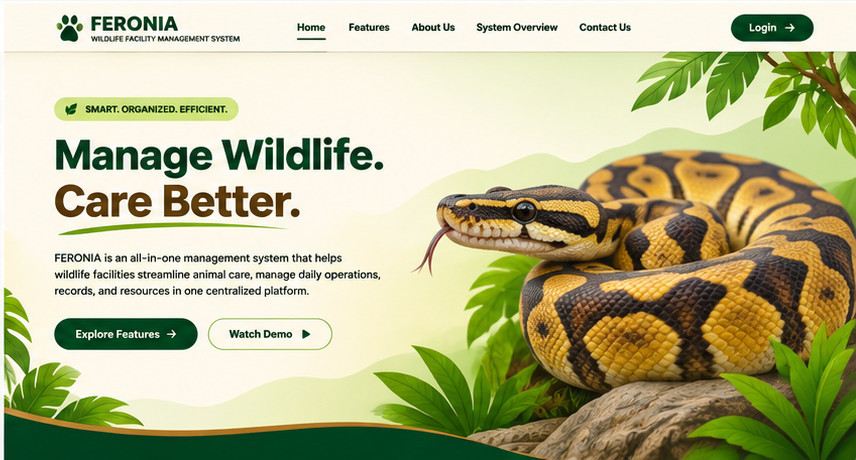 FERONIA
WILDLIFE FACILITY MANAGEMENT SYSTEM
Home
Features
About Us
System Overview
Contact Us
Login
SMART. ORGANIZED. EFFICIENT.
Manage Wildlife.
Care Better.
FERONIA is an all-in-one management system that helps
wildlife facilities streamline animal care, manage daily operations,
records, and resources in one centralized platform.
Explore Features
Watch Demo